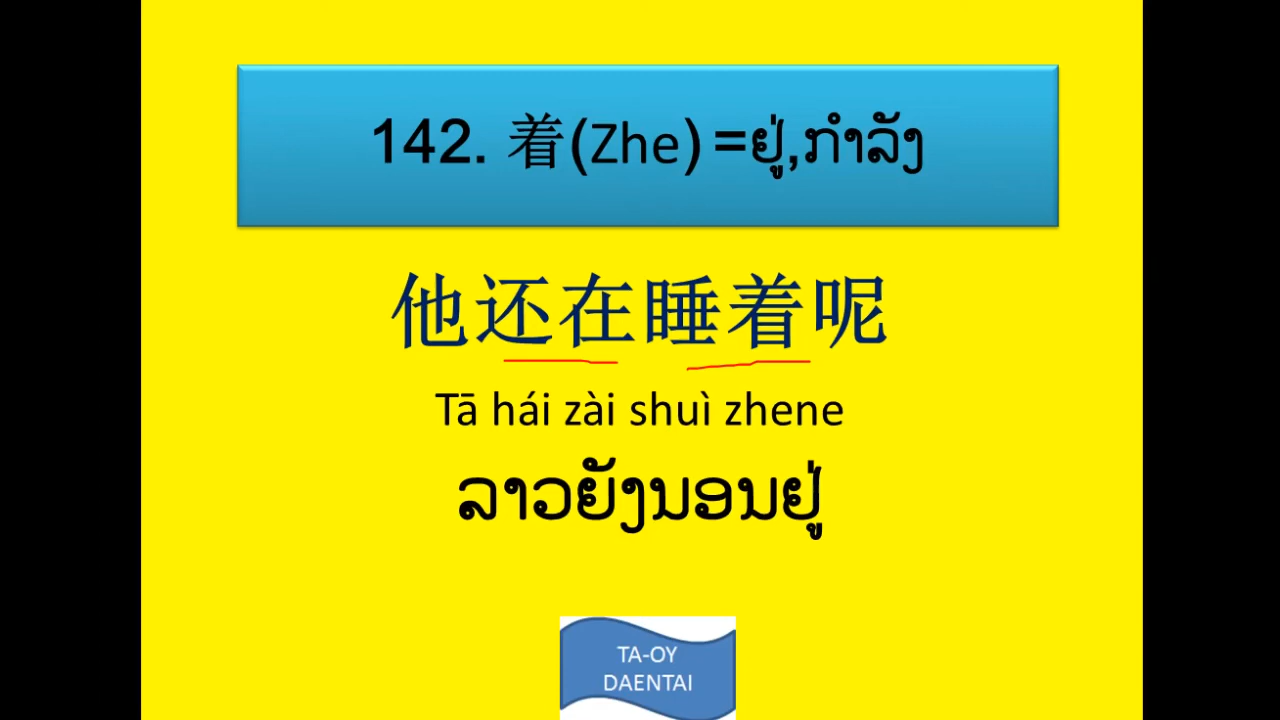 142. 着(Zhe) =ຢູ່,ກຳລັງ
他还在睡着呢
Tā hái zài shuì zhene
ລາວຍັງນອນຢູ່
TA-OY
DAENTAI